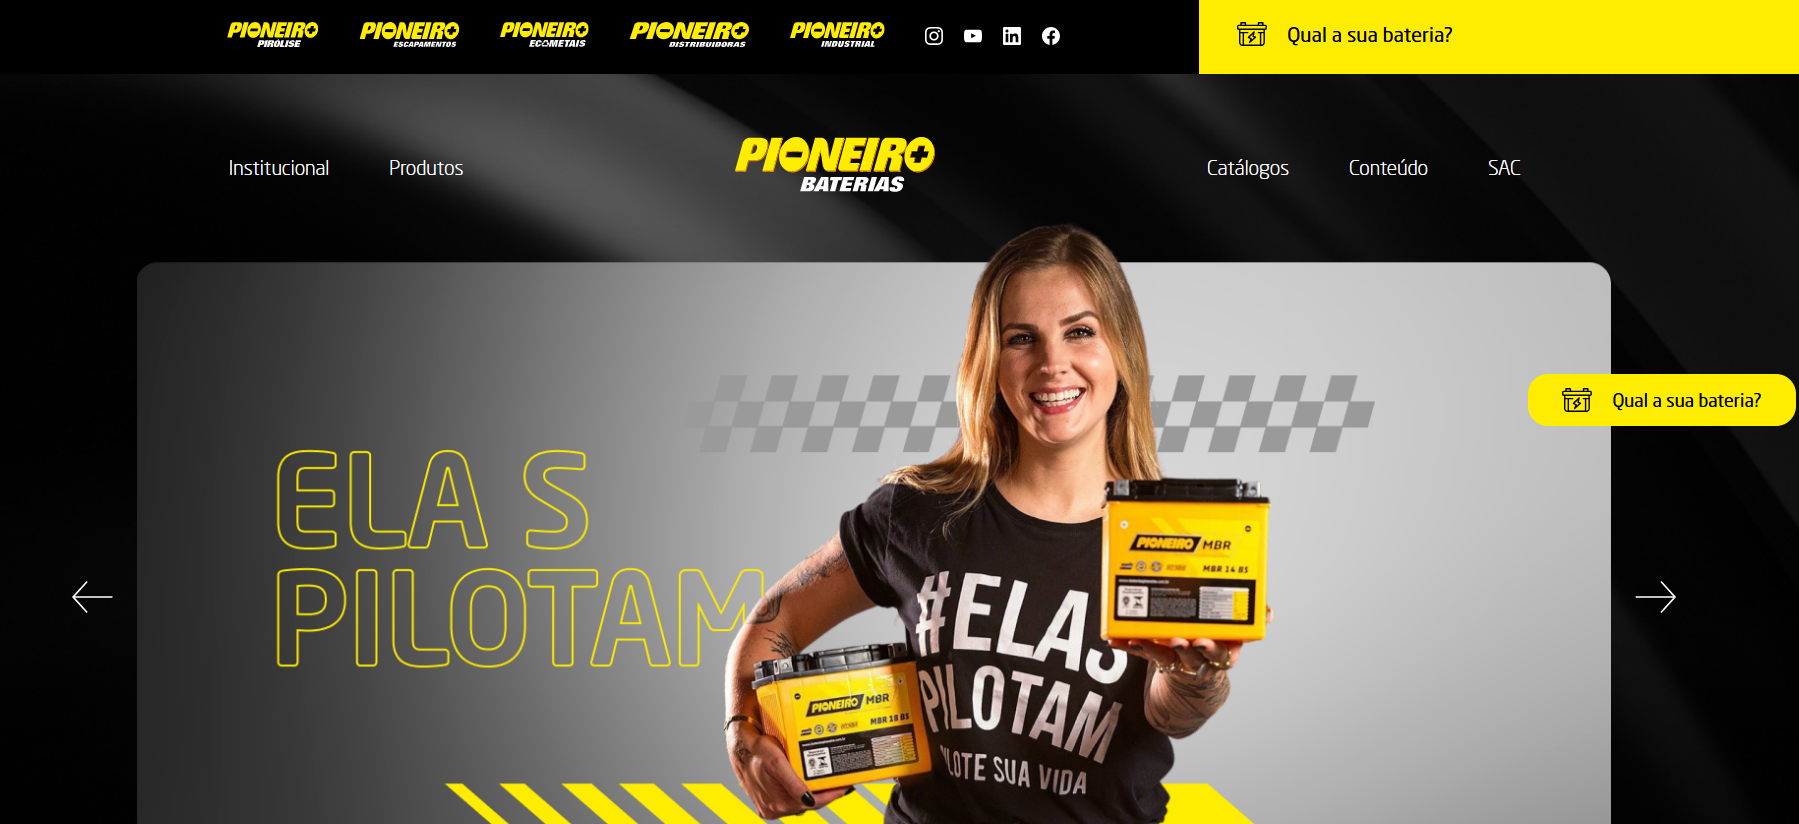 PIONEIRO
PIRÓLISE
PIONEIRO
ESCAPAMENTOS
PIONEIRO
ECOMETAIS
PIONEIRO
DISTRIBUIDORAS
PIONEIRO
INDUSTRIAL
Qual a sua bateria?
Institucional
Produtos
PIONEIRO
BATERIAS
Catálogos
Conteúdo
SAC
Qual a sua bateria?
ELA S
PILOTAM
#ELAS
PILOTAM
PILOTE SUA VIDA
PIONEIRO MBR
MBR 14 BS
PIONEIRO MBR
MBR 18 BS